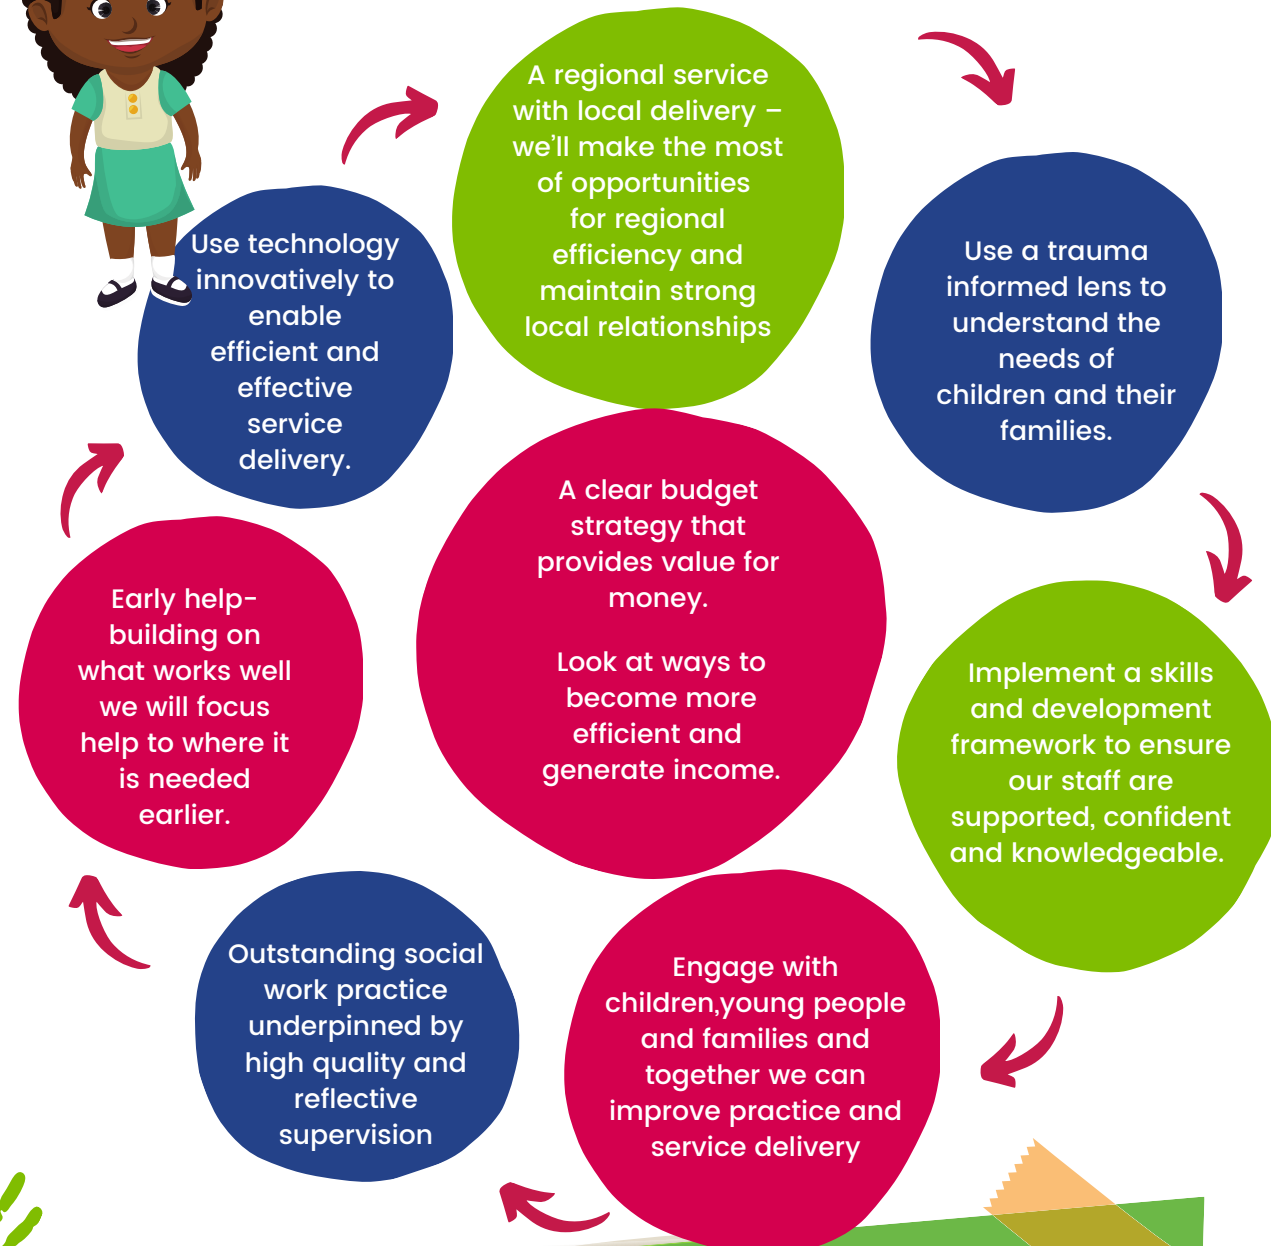 A regional service
with local delivery –
we'll make the most
of opportunities
for regional
efficiency and
maintain strong
local relationships
Use a trauma
informed lens to
understand the
needs of
children and their
families.
Implement a skills
and development
framework to ensure
our staff are
supported, confident
and knowledgeable.
Engage with
children,young people
and families and
together we can
improve practice and
service delivery
Outstanding social
work practice
underpinned by
high quality and
reflective
supervision
Early help-
building on
what works well
we will focus
help to where it
is needed
earlier.
Use technology
innovatively to
enable
efficient and
effective
service
delivery.
A clear budget
strategy that
provides value for
money.
Look at ways to
become more
efficient and
generate income.